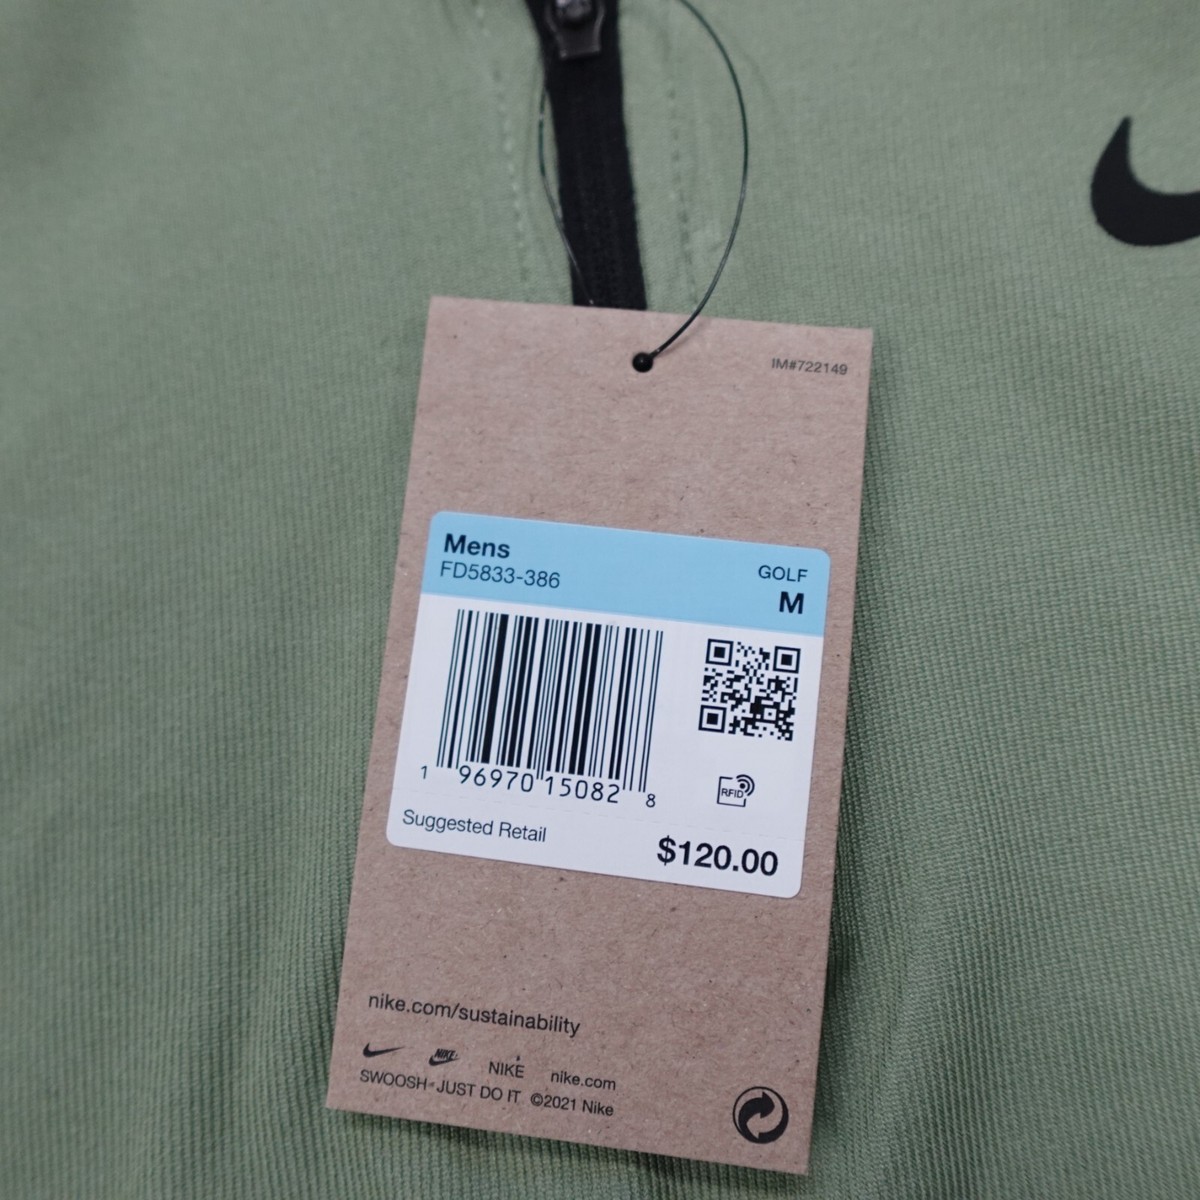 IM#722149
Mens
FD5833-386
GOLF
M
1 96970 15082 8
RFID
Suggested Retail
$120.00
nike.com/sustainability
NIKE NIKE nike.com
SWOOSH® JUST DO IT ©2021 Nike